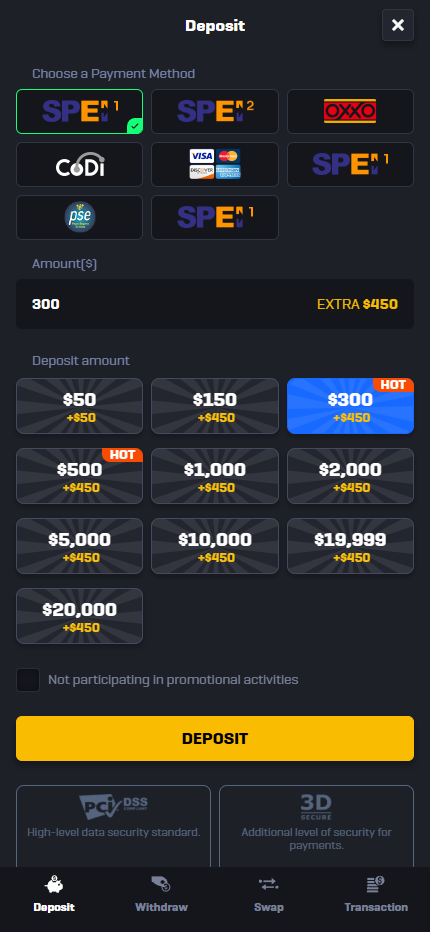 Deposit
Choose a Payment Method
SPEI 1
SPEI 2
OXXO
CoDi
VISA MasterCard
DISCOVER
SPEI 1
pse
SPEI 1
Amount($)
300
EXTRA $450
Deposit amount
$50
+$50
$150
+$450
HOT
$300
+$450
HOT
$500
+$450
$1,000
+$450
$2,000
+$450
$5,000
+$450
$10,000
+$450
$19,999
+$450
$20,000
+$450
Not participating in promotional activities
DEPOSIT
PCI DSS
COMPLIANT
High-level data security standard.
3D
SECURE
Additional level of security for
payments.
Deposit
Withdraw
Swap
Transaction